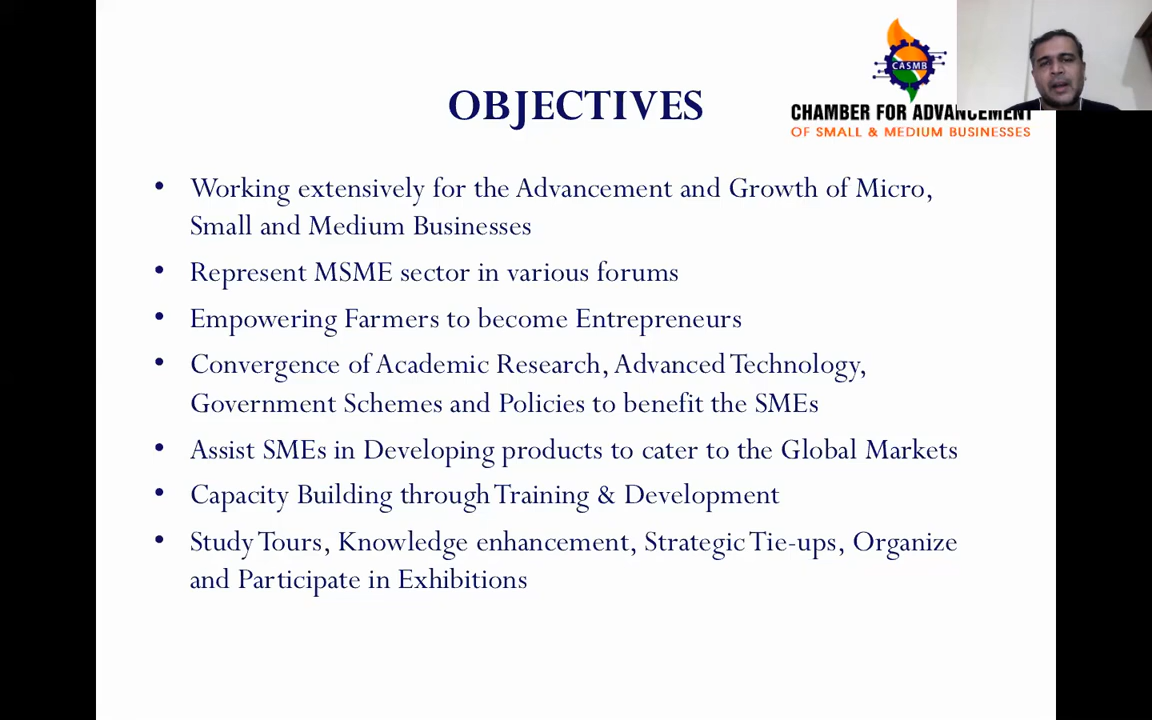 CASMB
CHAMBER FOR ADVANCEMENT
OF SMALL & MEDIUM BUSINESSES
OBJECTIVES
• Working extensively for the Advancement and Growth of Micro,
Small and Medium Businesses
• Represent MSME sector in various forums
• Empowering Farmers to become Entrepreneurs
• Convergence of Academic Research, Advanced Technology,
Government Schemes and Policies to benefit the SMEs
• Assist SMEs in Developing products to cater to the Global Markets
• Capacity Building through Training & Development
• Study Tours, Knowledge enhancement, Strategic Tie-ups, Organize
and Participate in Exhibitions